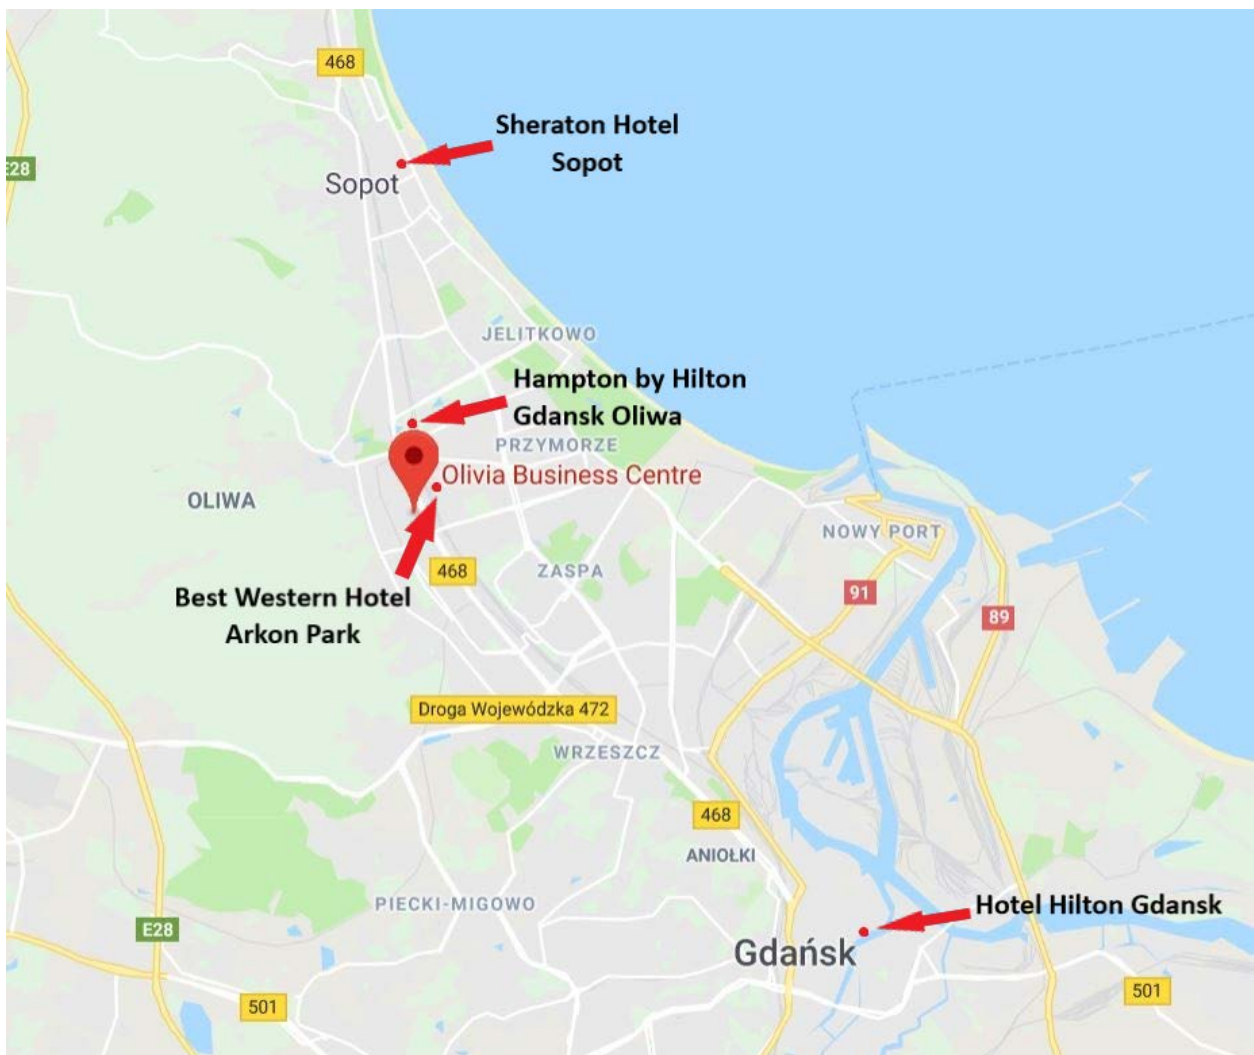 468
Sheraton Hotel
Sopot
E28
Sopot
JELITKOWO
Hampton by Hilton
Gdansk Oliwa
PRZYMORZE
Olivia Business Centre
OLIWA
NOWY PORT
468
ZASPA
91
Best Western Hotel
Arkon Park
89
Droga Wojewódzka 472
WRZESZCZ
468
ANIOŁKI
PIECKI-MIGOWO
Hotel Hilton Gdansk
E28
Gdańsk
501
501